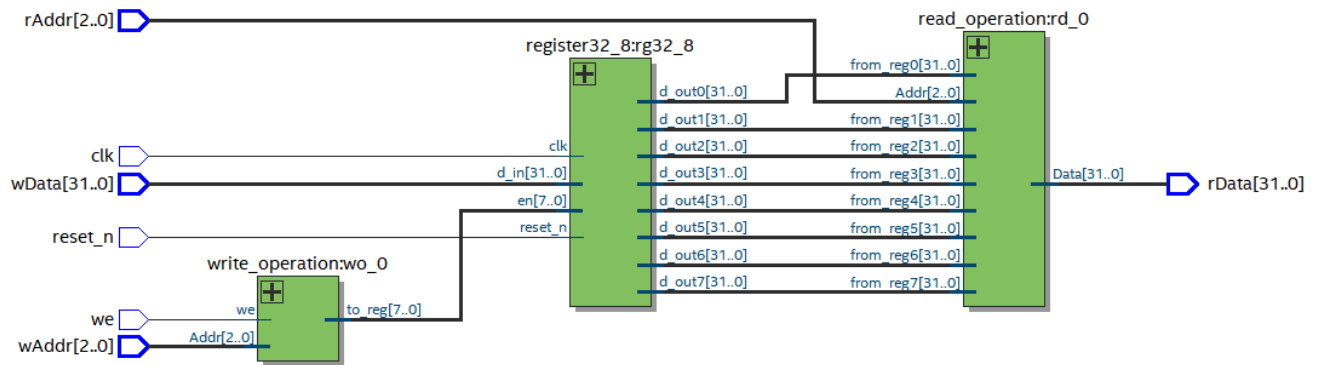 rAddr[2..0]
read_operation:rd_0
register32_8:rg32_8
from_reg0[31..0]
d_out0[31..0]
Addr[2..0]
d_out1[31..0]
from_reg1[31..0]
clk
clk
d_out2[31..0]
from_reg2[31..0]
wData[31..0]
d_in[31..0]
d_out3[31..0]
from_reg3[31..0]
Data[31..0]
rData[31..0]
en[7..0]
d_out4[31..0]
from_reg4[31..0]
reset_n
reset_n
d_out5[31..0]
from_reg5[31..0]
write_operation:wo_0
d_out6[31..0]
from_reg6[31..0]
d_out7[31..0]
from_reg7[31..0]
we
we
to_reg[7..0]
wAddr[2..0]
Addr[2..0]